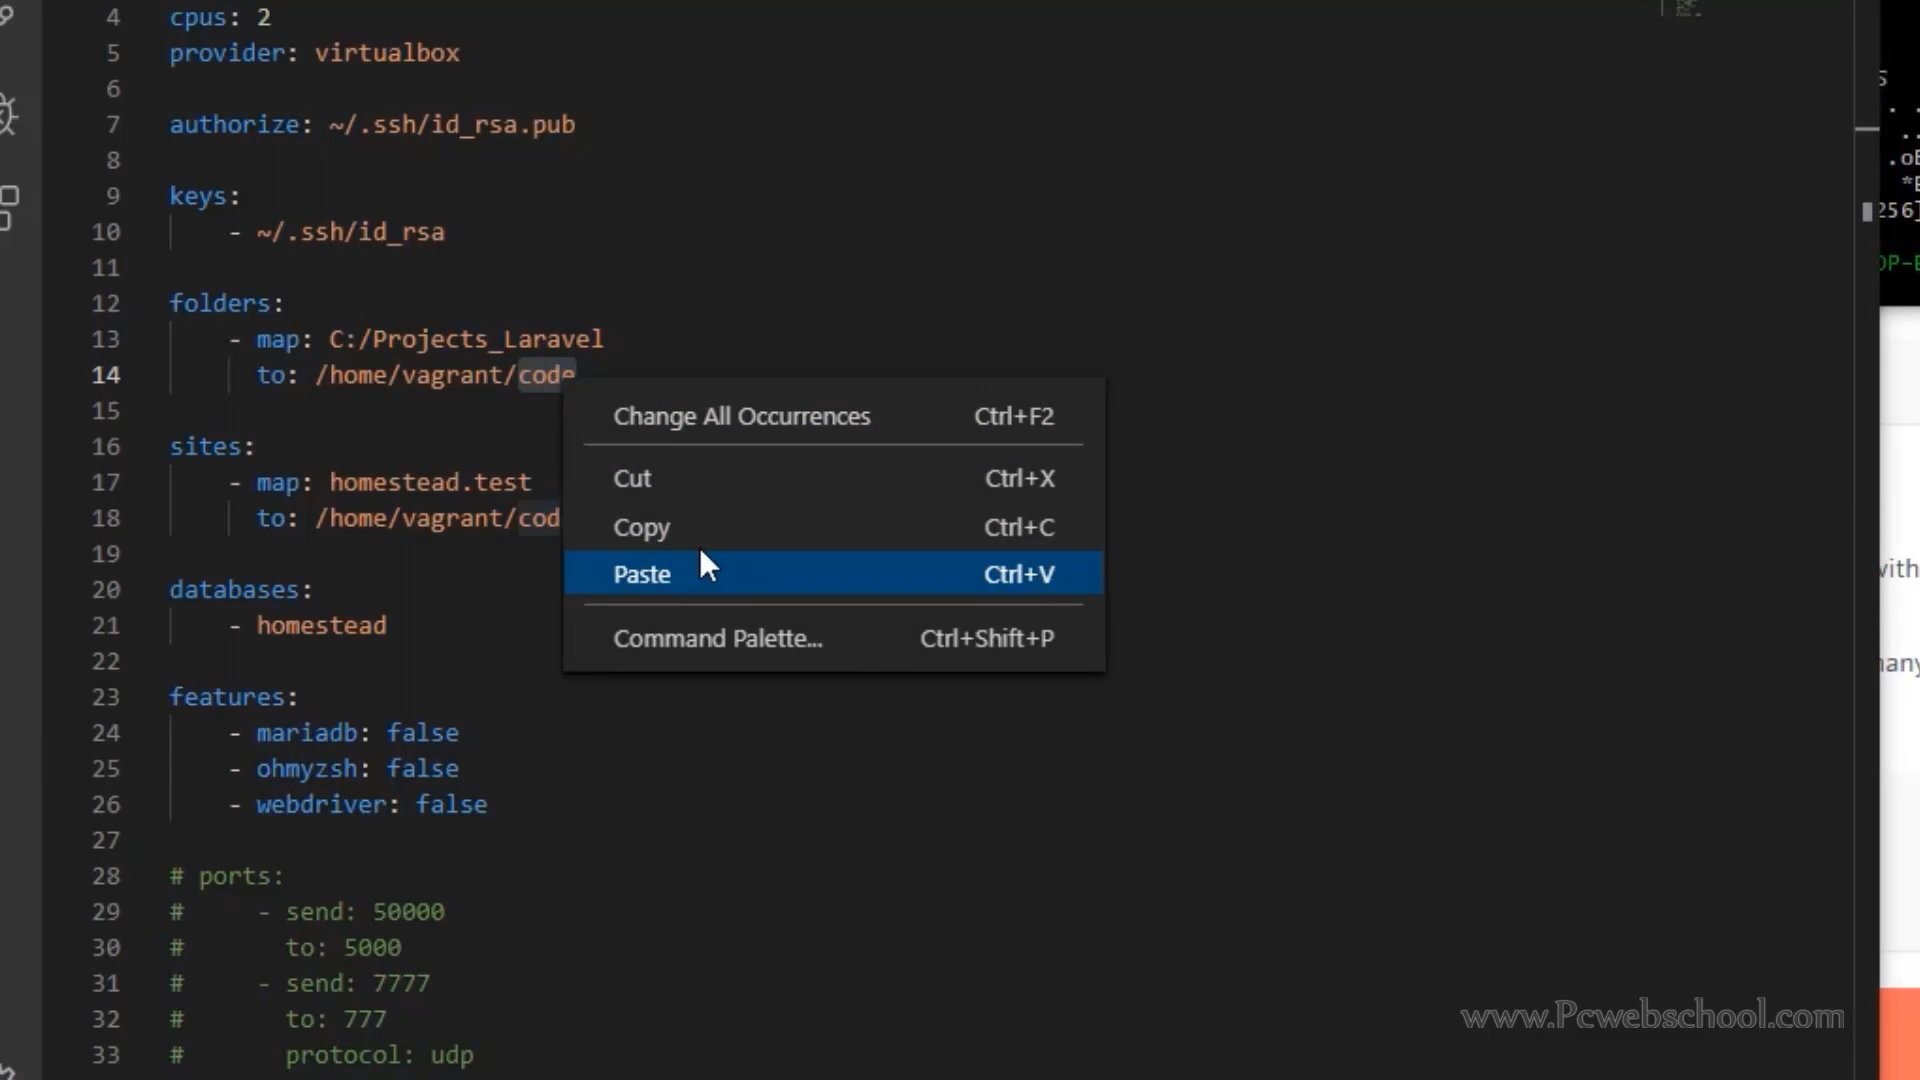 4 cpus: 2
5 provider: virtualbox
6
7 authorize: ~/.ssh/id_rsa.pub
8
9 keys:
10 - ~/.ssh/id_rsa
11
12 folders:
13 - map: C:/Projects_Laravel
14 to: /home/vagrant/code
15
16 sites:
17 - map: homestead.test
18 to: /home/vagrant/cod
19
20 databases:
21 - homestead
22
23 features:
24 - mariadb: false
25 - ohmyzsh: false
26 - webdriver: false
27
28 # ports:
29 # - send: 50000
30 # to: 5000
31 # - send: 7777
32 # to: 777
33 # protocol: udp
Change All Occurrences Ctrl+F2
Cut Ctrl+X
Copy Ctrl+C
Paste Ctrl+V
Command Palette... Ctrl+Shift+P
256]
www.Pcwebschool.com